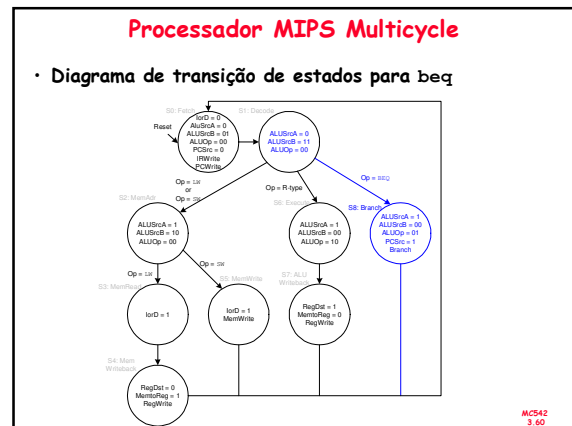 Processador MIPS Multicycle
• Diagrama de transição de estados para beq
S0: Fetch
S1: Decode
Reset
IorD = 0
AluSrcA = 0
ALUSrcB = 01
ALUOp = 00
PCSrc = 0
IRWrite
PCWrite
ALUSrcA = 0
ALUSrcB = 11
ALUOp = 00
Op = LW
or
Op = SW
Op = R-type
Op = BEQ
S2: MemAdr
S6: Execute
S8: Branch
ALUSrcA = 1
ALUSrcB = 10
ALUOp = 00
ALUSrcA = 1
ALUSrcB = 00
ALUOp = 10
ALUSrcA = 1
ALUSrcB = 00
ALUOp = 01
PCSrc = 1
Branch
Op = LW
Op = SW
S3: MemRead
S5: MemWrite
S7: ALU
Writeback
IorD = 1
IorD = 1
MemWrite
RegDst = 1
MemtoReg = 0
RegWrite
S4: Mem
Writeback
RegDst = 0
MemtoReg = 1
RegWrite
MC542
3.60